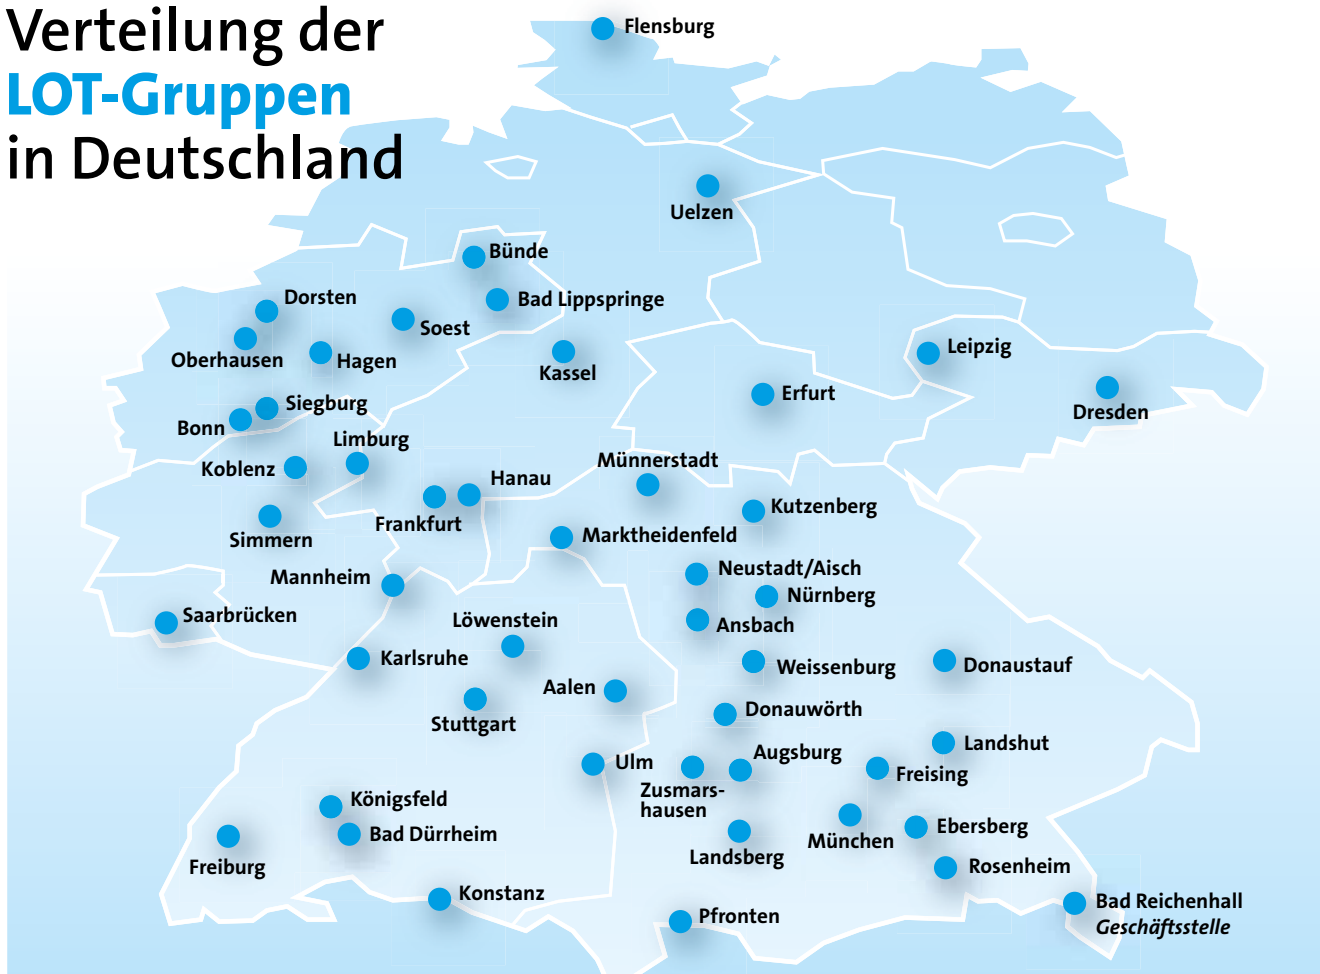 Verteilung der
LOT-Gruppen
in Deutschland
Flensburg
Uelzen
Bünde
Bad Lippspringe
Dorsten
Soest
Oberhausen
Hagen
Kassel
Leipzig
Erfurt
Dresden
Siegburg
Bonn
Limburg
Koblenz
Münnerstadt
Hanau
Frankfurt
Kutzenberg
Simmern
Marktheidenfeld
Mannheim
Neustadt/Aisch
Nürnberg
Saarbrücken
Löwenstein
Ansbach
Karlsruhe
Weissenburg
Donaustauf
Aalen
Stuttgart
Donauwörth
Landshut
Augsburg
Ulm
Freising
Zusmars-
hausen
Königsfeld
Bad Dürrheim
Ebersberg
München
Landsberg
Freiburg
Rosenheim
Konstanz
Bad Reichenhall
Geschäftsstelle
Pfronten